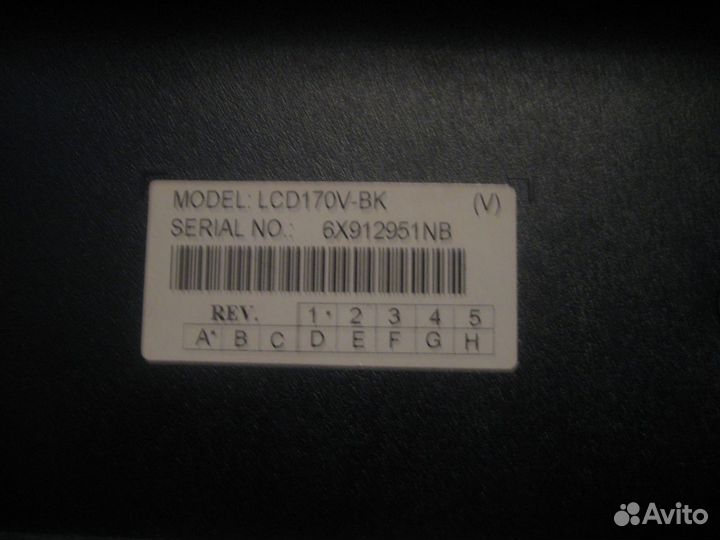 MODEL: LCD170V-BK (V)
SERIAL NO.: 6X912951NB
REV. 1* 2 3 4 5
A* B C D E F G H
Avito